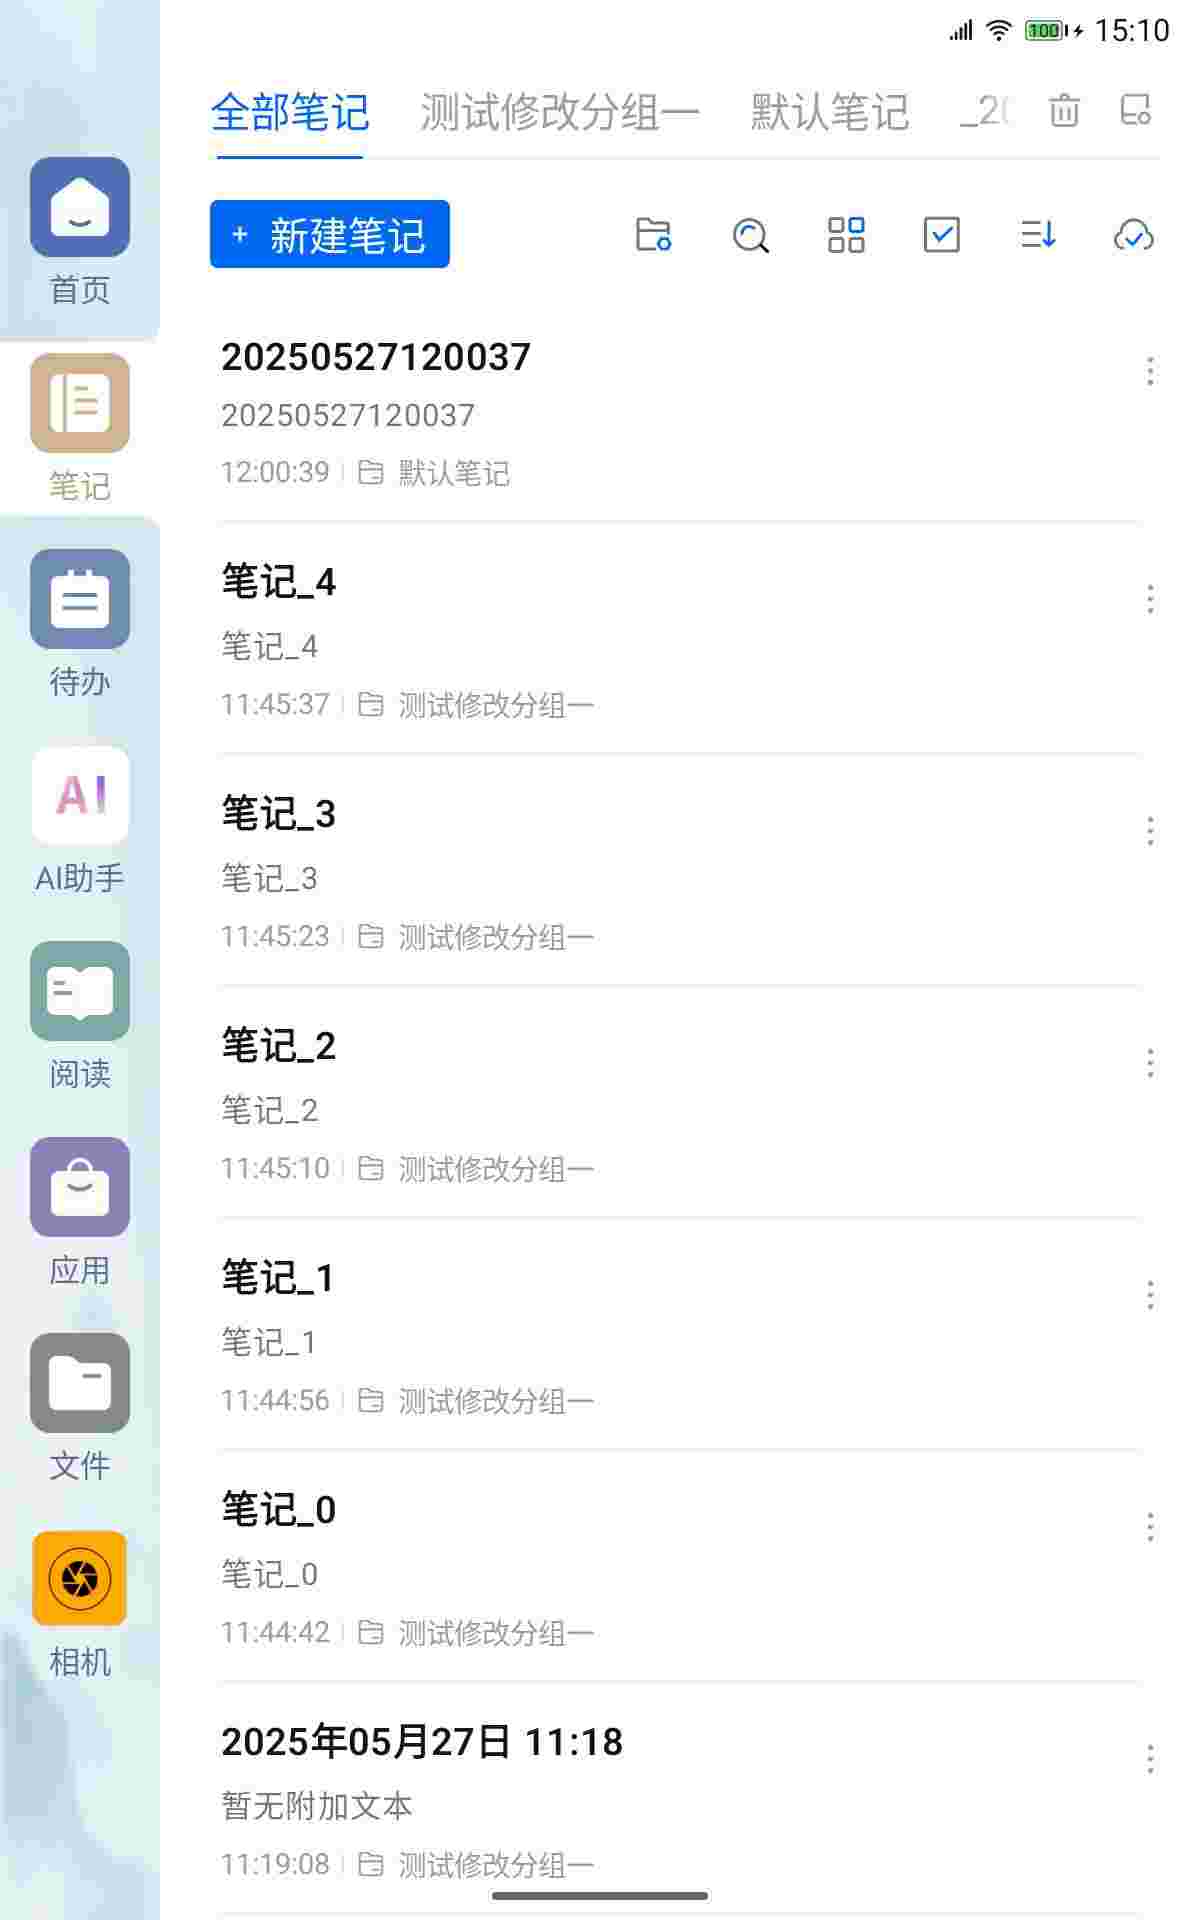 100 15:10
全部笔记 测试修改分组一 默认笔记 _20
+ 新建笔记
首页
笔记
待办
AI
AI助手
阅读
应用
文件
相机
20250527120037
20250527120037
12:00:39 默认笔记
笔记_4
笔记_4
11:45:37 测试修改分组一
笔记_3
笔记_3
11:45:23 测试修改分组一
笔记_2
笔记_2
11:45:10 测试修改分组一
笔记_1
笔记_1
11:44:56 测试修改分组一
笔记_0
笔记_0
11:44:42 测试修改分组一
2025年05月27日 11:18
暂无附加文本
11:19:08 测试修改分组一